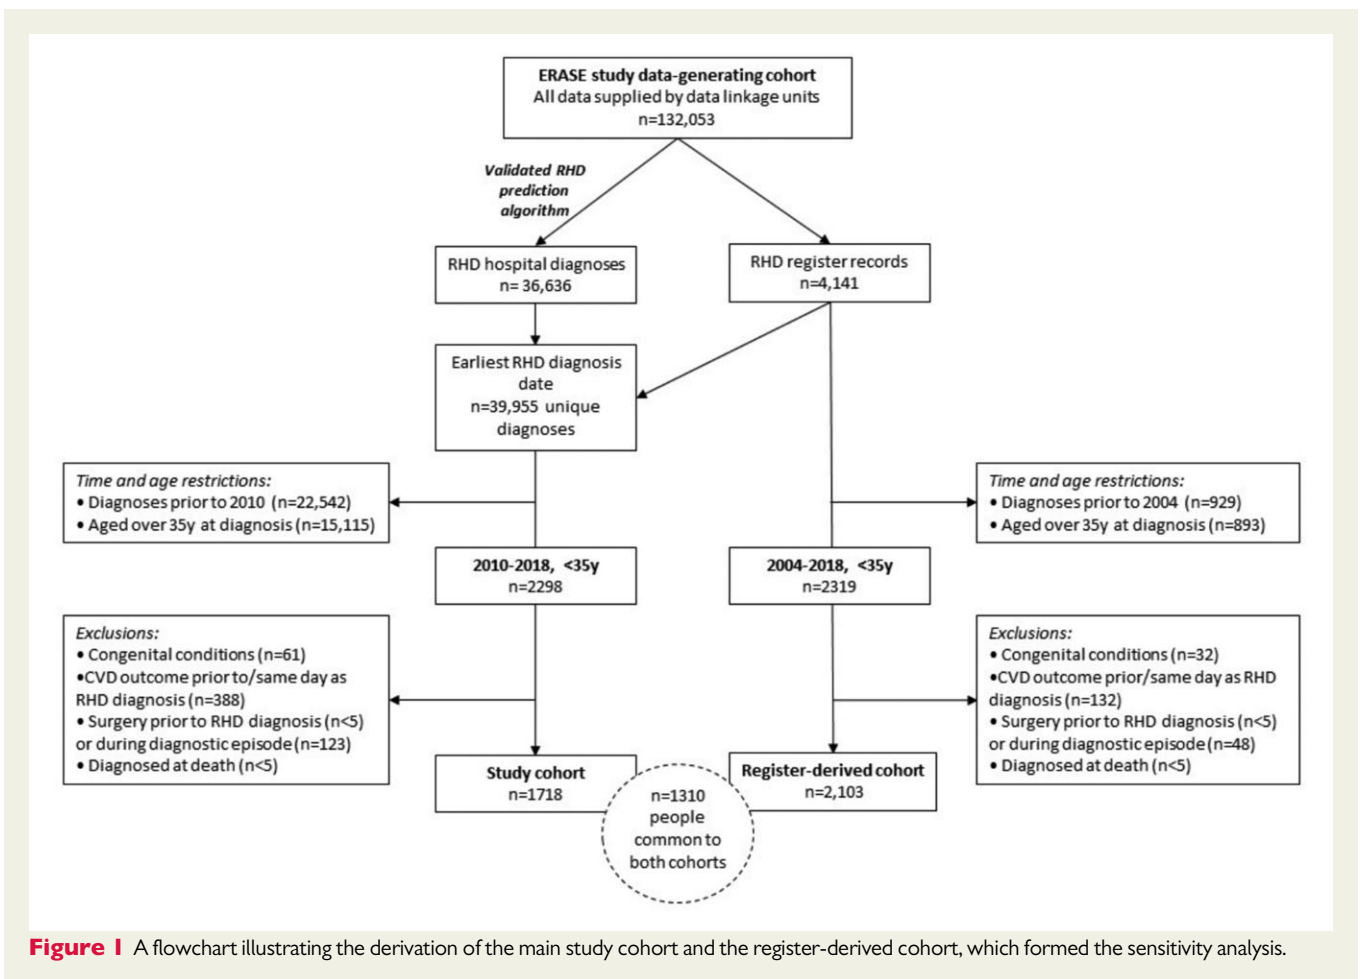 ERASE study data-generating cohort
All data supplied by data linkage units
n=132,053
Validated RHD
prediction
algorithm
RHD hospital diagnoses
n= 36,636
RHD register records
n=4,141
Earliest RHD diagnosis
date
n=39,955 unique
diagnoses
Time and age restrictions:
• Diagnoses prior to 2010 (n=22,542)
• Aged over 35y at diagnosis (n=15,115)
Time and age restrictions:
• Diagnoses prior to 2004 (n=929)
• Aged over 35y at diagnosis (n=893)
2010-2018, <35y
n=2298
2004-2018, <35y
n=2319
Exclusions:
• Congenital conditions (n=61)
•CVD outcome prior to/same day as
RHD diagnosis (n=388)
• Surgery prior to RHD diagnosis (n<5)
or during diagnostic episode (n=123)
• Diagnosed at death (n<5)
Exclusions:
• Congenital conditions (n=32)
•CVD outcome prior/same day as RHD
diagnosis (n=132)
• Surgery prior to RHD diagnosis (n<5)
or during diagnostic episode (n=48)
• Diagnosed at death (n<5)
Study cohort
n=1718
Register-derived cohort
n=2,103
n=1310
people
common to
both cohorts
Figure 1 A flowchart illustrating the derivation of the main study cohort and the register-derived cohort, which formed the sensitivity analysis.